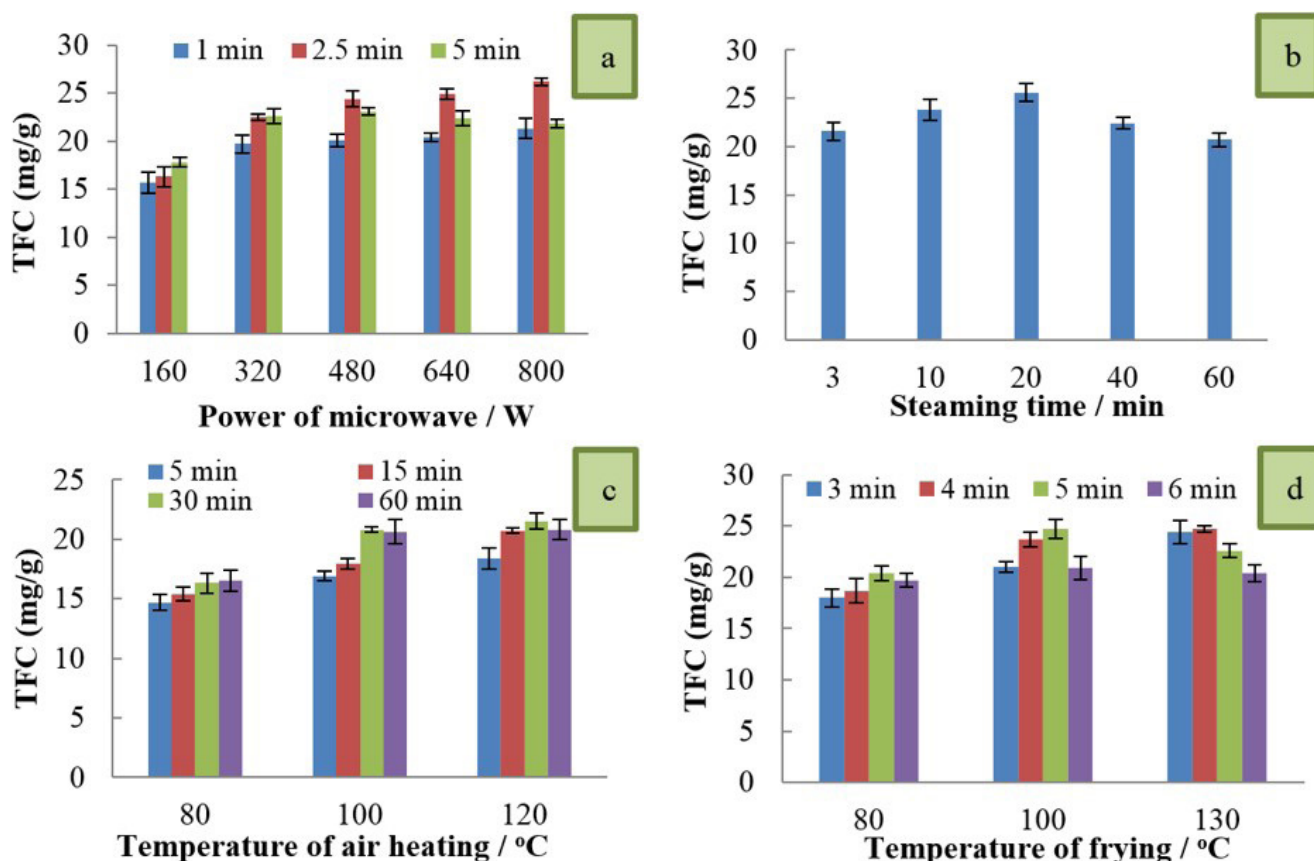 a
1 min 2.5 min 5 min
30
25
20
15
10
5
0
TFC (mg/g)
160 320 480 640 800
Power of microwave / W
b
30
25
20
15
10
5
0
TFC (mg/g)
3 10 20 40 60
Steaming time / min
c
5 min 15 min
30 min 60 min
25
20
15
10
5
0
TFC (mg/g)
80 100 120
Temperature of air heating / °C
d
3 min 4 min 5 min 6 min
30
25
20
15
10
5
0
TFC (mg/g)
80 100 130
Temperature of frying / °C